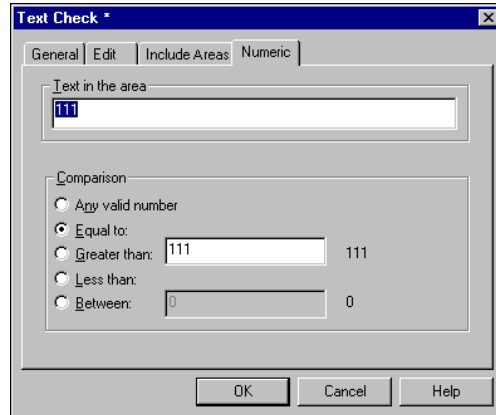 Text Check *
General Edit Include Areas Numeric
Text in the area
111
Comparison
Any valid number
Equal to:
Greater than: 111 111
Less than:
Between: 0 0
OK Cancel Help